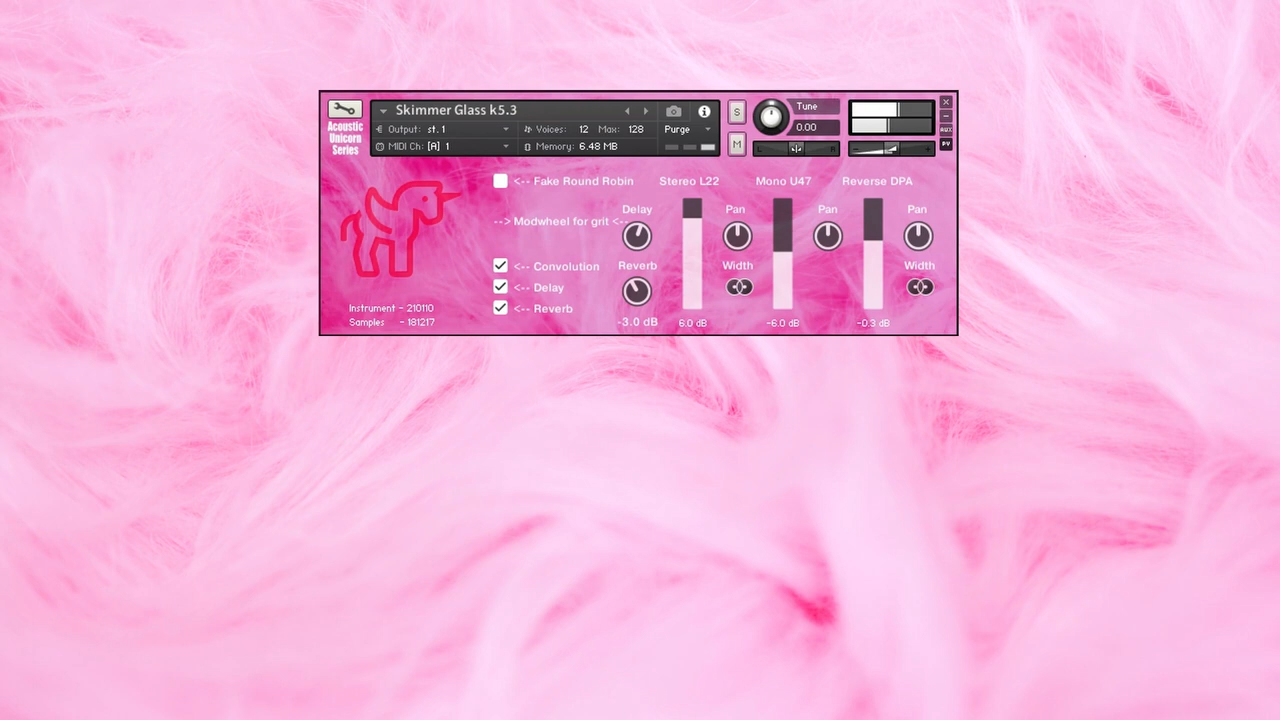 Skimmer Glass k5.3
Output: st. 1
Voices: 12 Max: 128
Purge
MIDI Ch: [A] 1
Memory: 6.48 MB
S
M
Tune
0.00
L R
- +
×
–
AUX
PV
Acoustic
Unicorn
Series
<-- Fake Round Robin
Stereo L22
Mono U47
Reverse DPA
--> Modwheel for grit <--
Delay
Pan
Pan
Pan
<-- Convolution
Reverb
Width
Width
<-- Delay
<-- Reverb
-3.0 dB
6.0 dB
-6.0 dB
-0.3 dB
Instrument - 210110
Samples - 181217